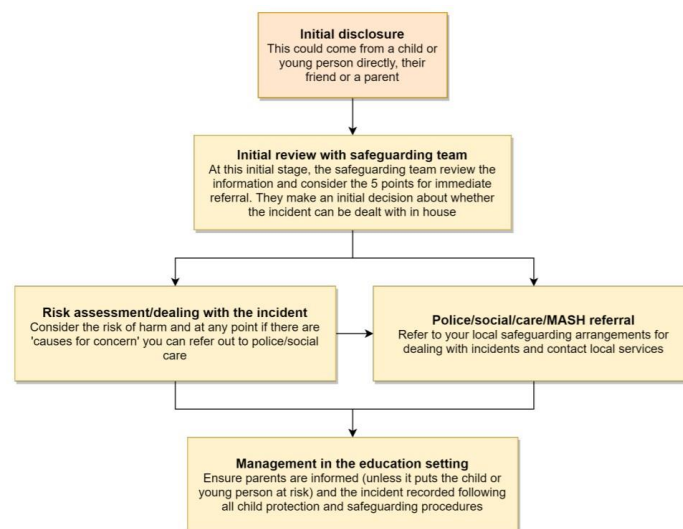 Initial disclosure
This could come from a child or
young person directly, their
friend or a parent
Initial review with safeguarding team
At this initial stage, the safeguarding team review the
information and consider the 5 points for immediate
referral. They make an initial decision about whether
the incident can be dealt with in house
Risk assessment/dealing with the incident
Consider the risk of harm and at any point if there are
'causes for concern' you can refer out to police/social
care
Police/social/care/MASH referral
Refer to your local safeguarding arrangements for
dealing with incidents and contact local services
Management in the education setting
Ensure parents are informed (unless it puts the child or
young person at risk) and the incident recorded following
all child protection and safeguarding procedures